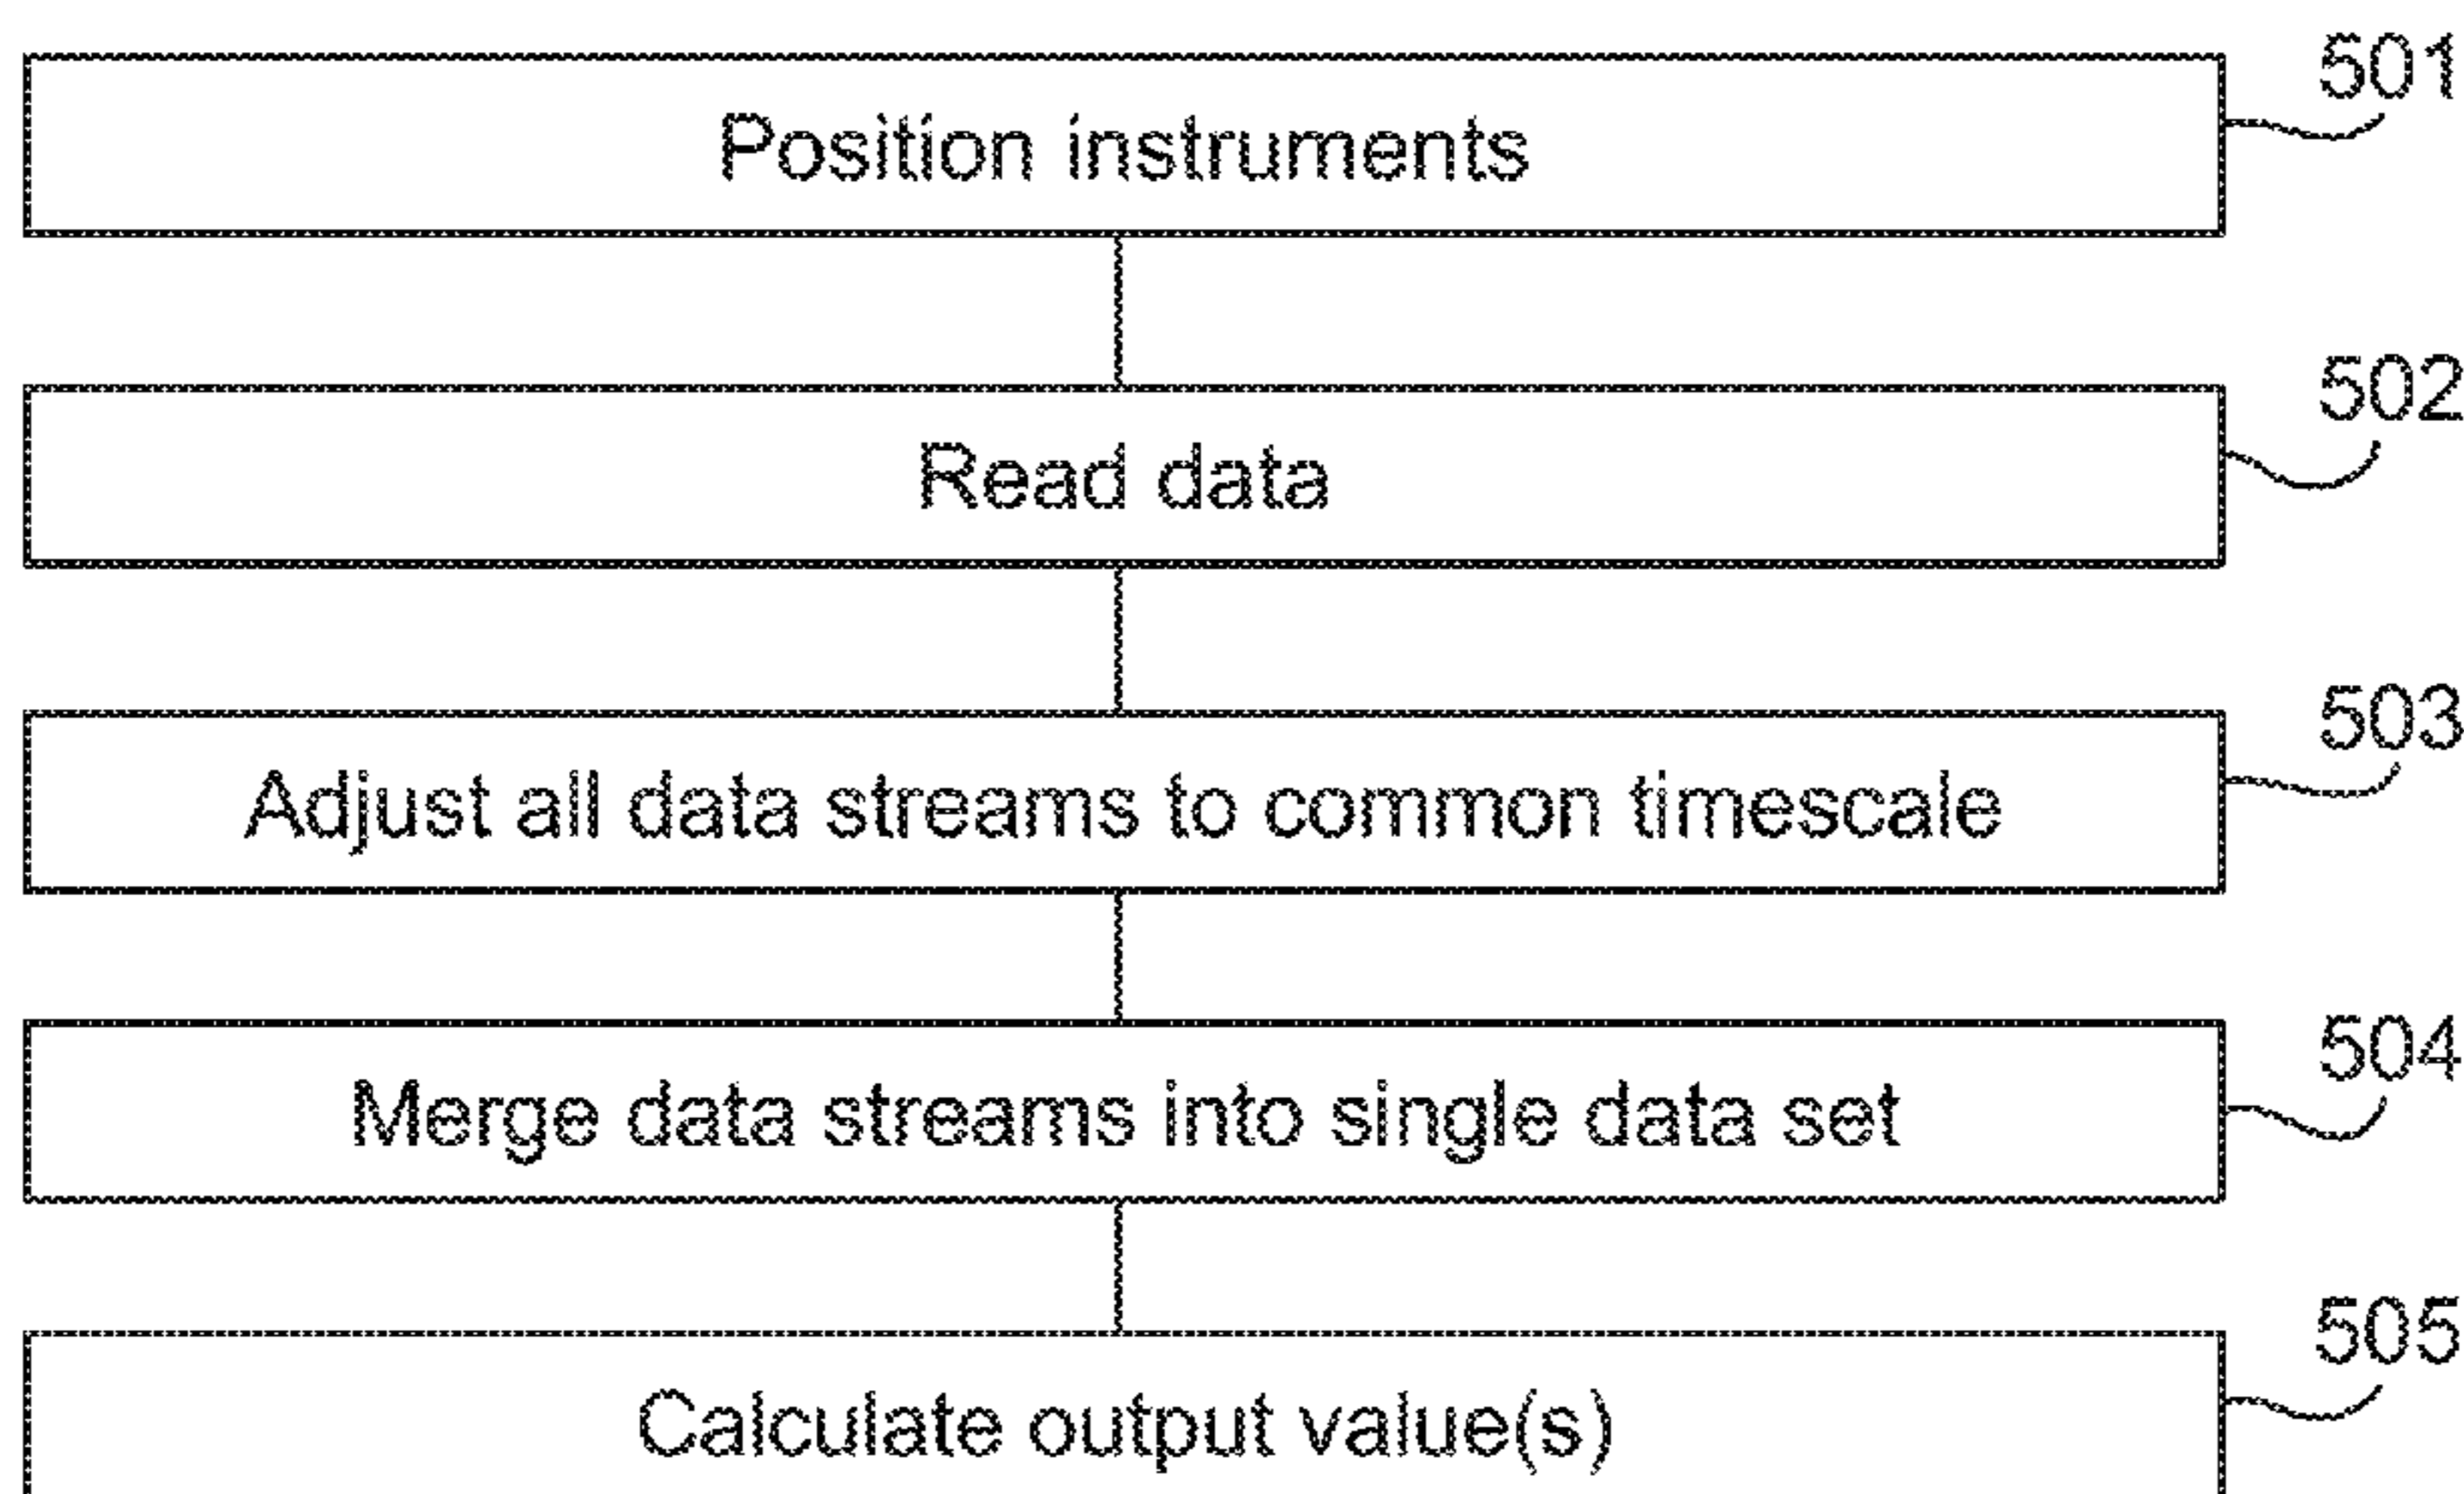 501
Position instruments
502
Read data
503
Adjust all data streams to common timescale
504
Merge data streams into single data set
505
Calculate output value(s)